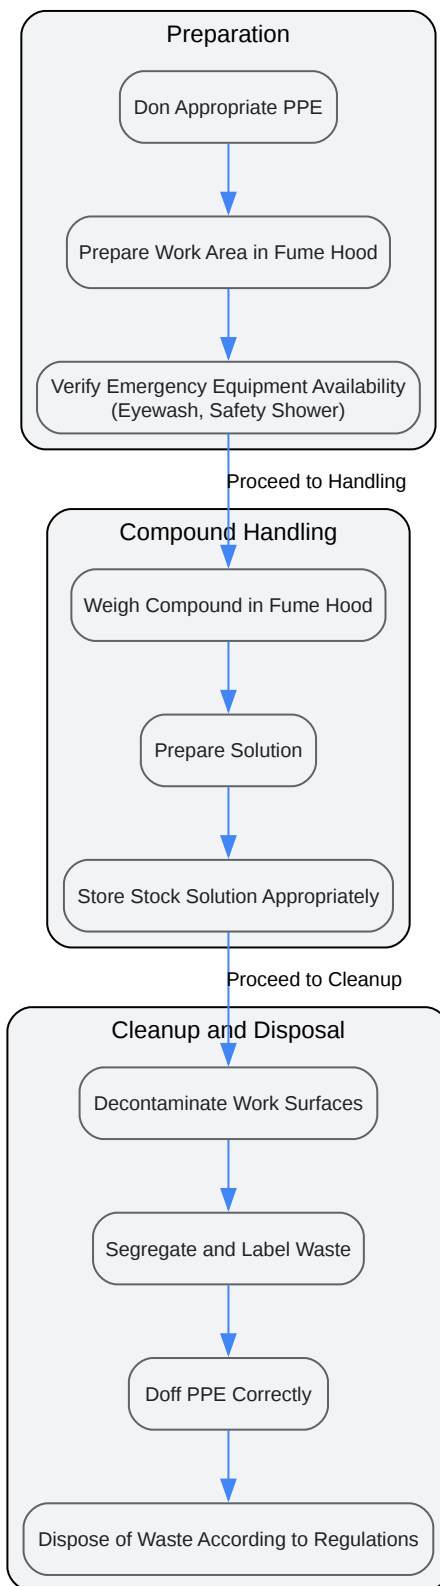 Preparation
Don Appropriate PPE
Prepare Work Area in Fume Hood
Verify Emergency Equipment Availability
(Eyewash, Safety Shower)
Proceed to Handling
Compound Handling
Weigh Compound in Fume Hood
Prepare Solution
Store Stock Solution Appropriately
Proceed to Cleanup
Cleanup and Disposal
Decontaminate Work Surfaces
Segregate and Label Waste
Doff PPE Correctly
Dispose of Waste According to Regulations